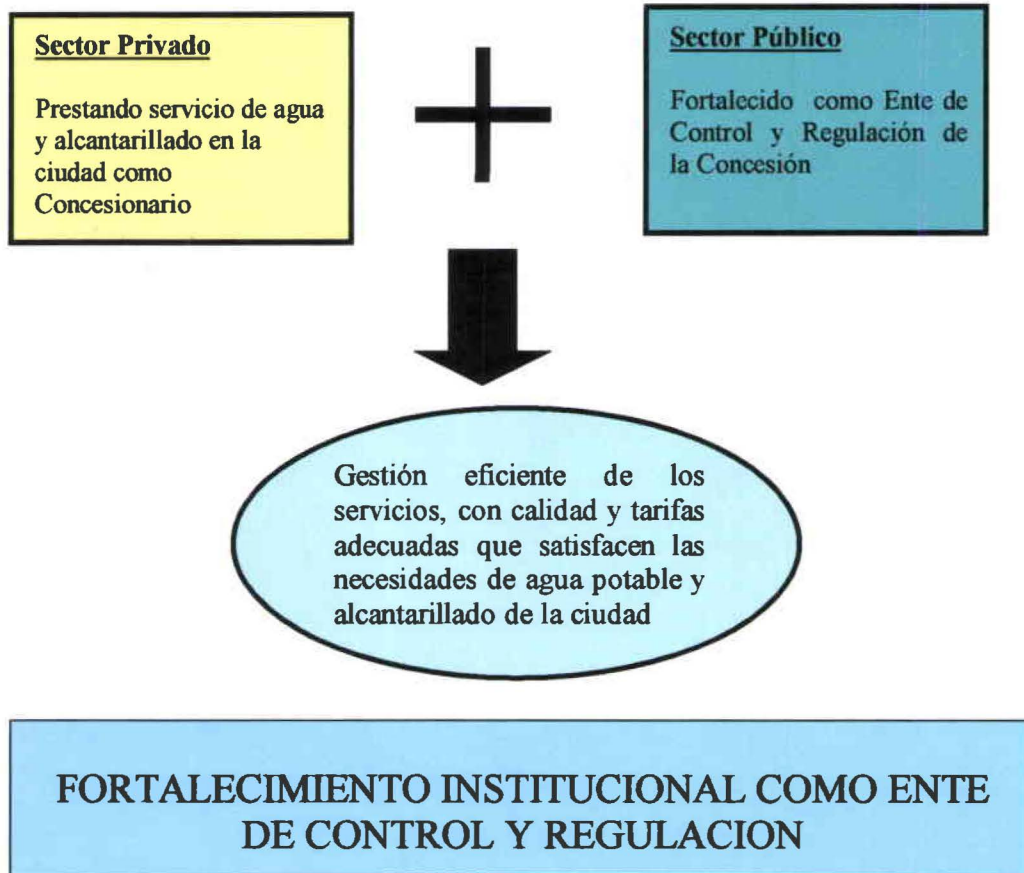 Sector Privado
Prestando servicio de agua
y alcantarillado en la
ciudad como
Concesionario
Sector Público
Fortalecido como Ente de
Control y Regulación de
la Concesión
Gestión eficiente de los
servicios, con calidad y tarifas
adecuadas que satisfacen las
necesidades de agua potable y
alcantarillado de la ciudad
FORTALECIMIENTO INSTITUCIONAL COMO ENTE
DE CONTROL Y REGULACION